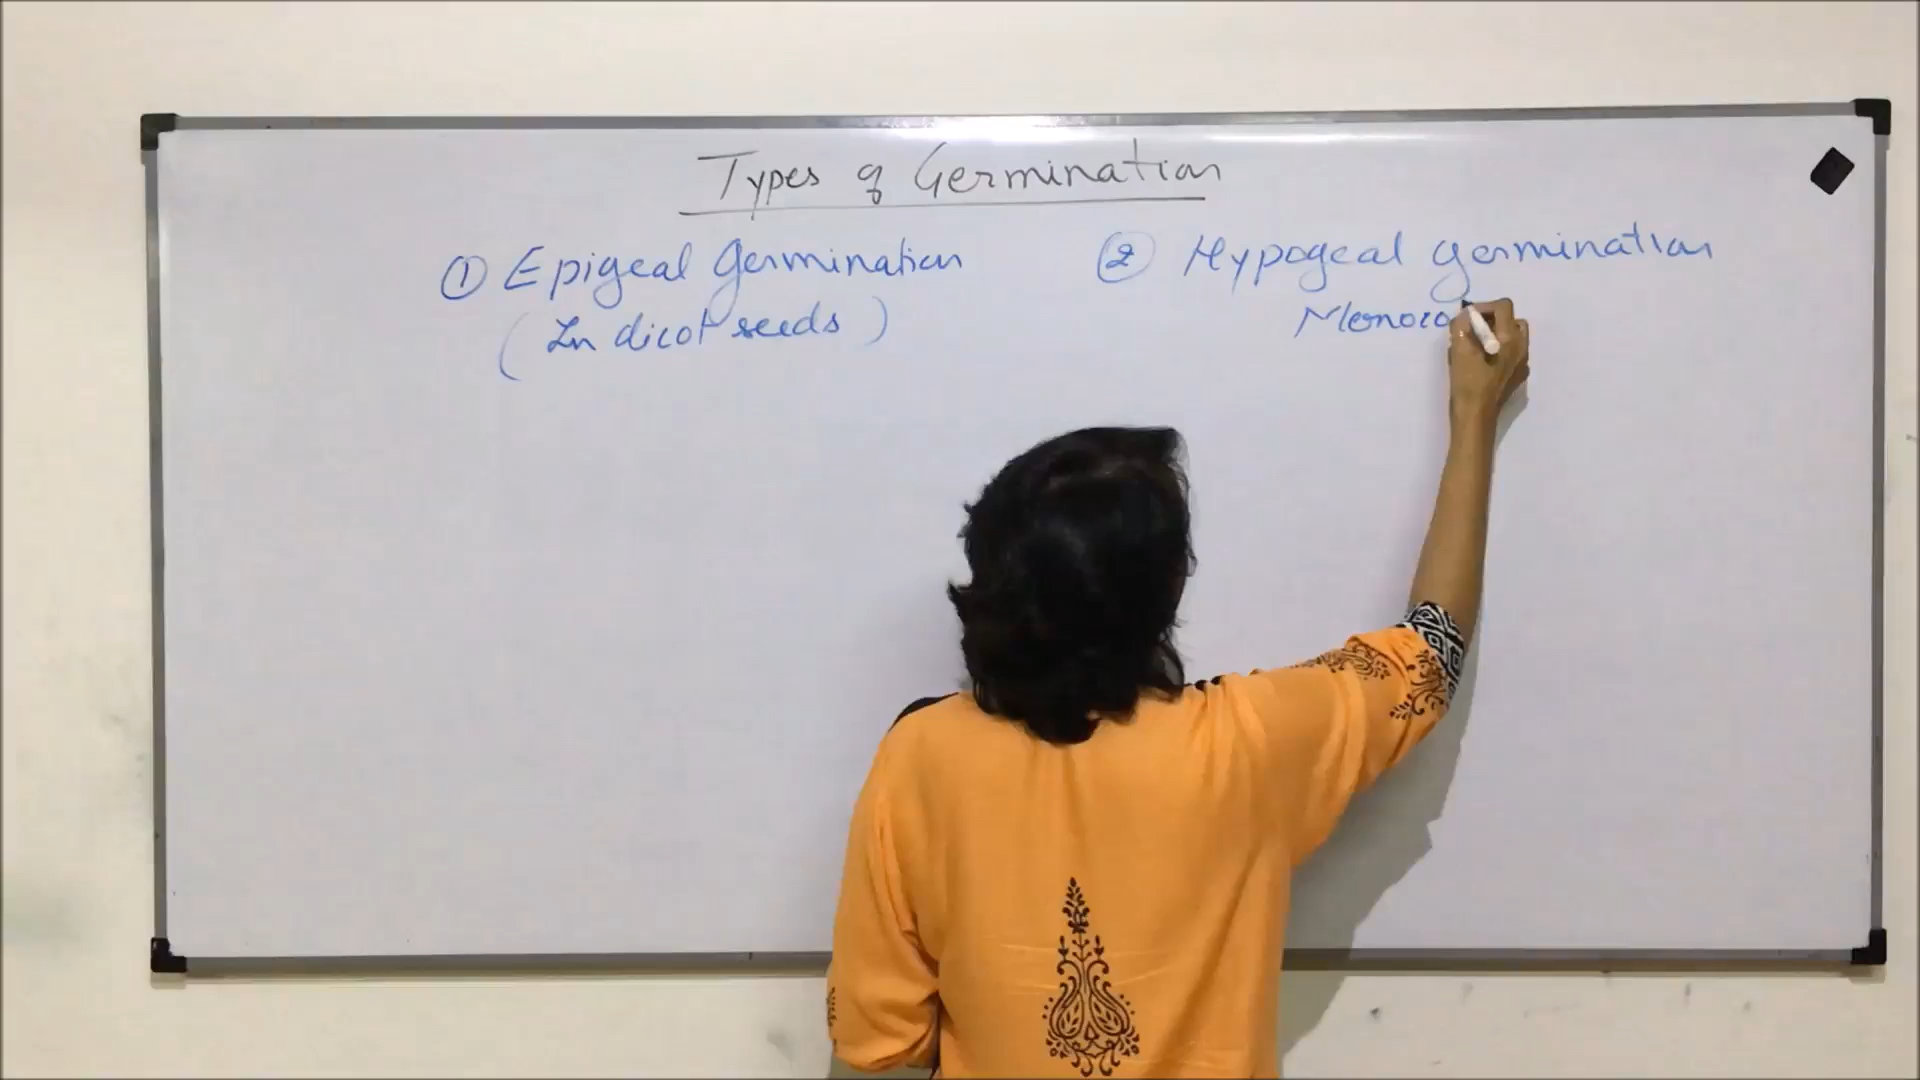 Types of Germination
① Epigeal Germination
(In dicot seeds)
② Hypogeal germination
Monoco